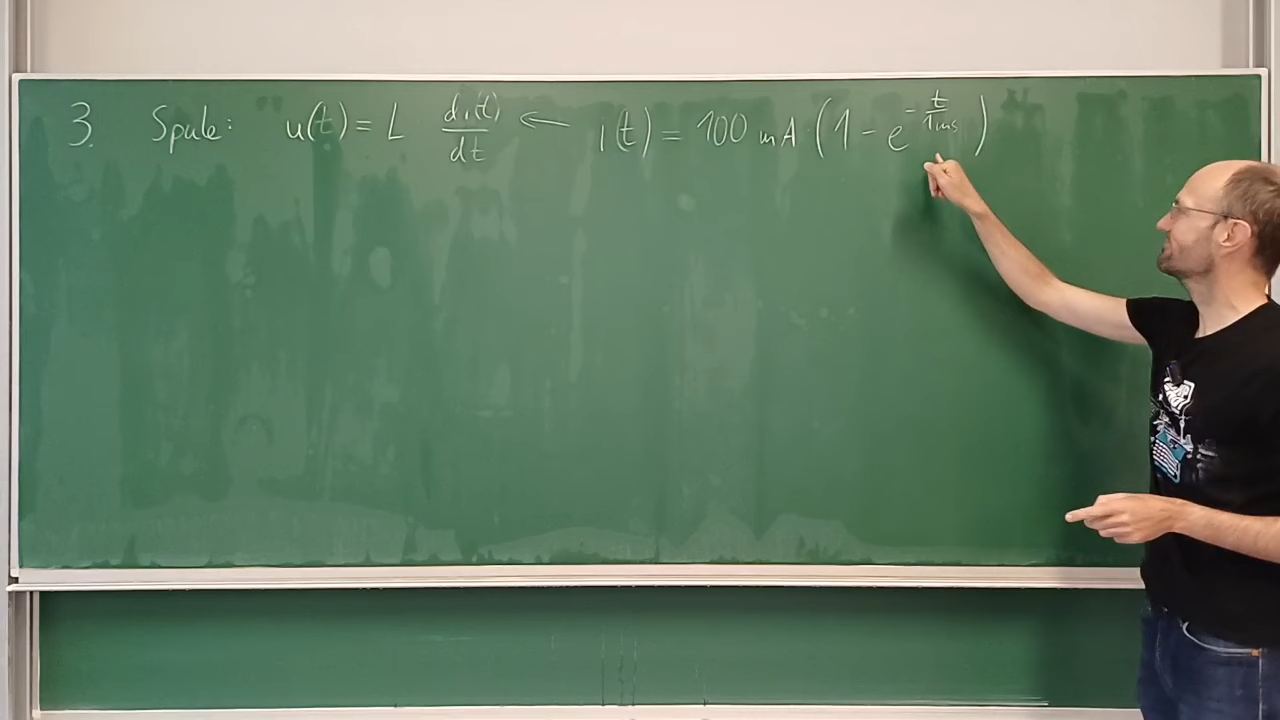 3. Spule: u(t) = L di(t)/dt ← i(t) = 100 mA · (1 - e^(-t/1ms))